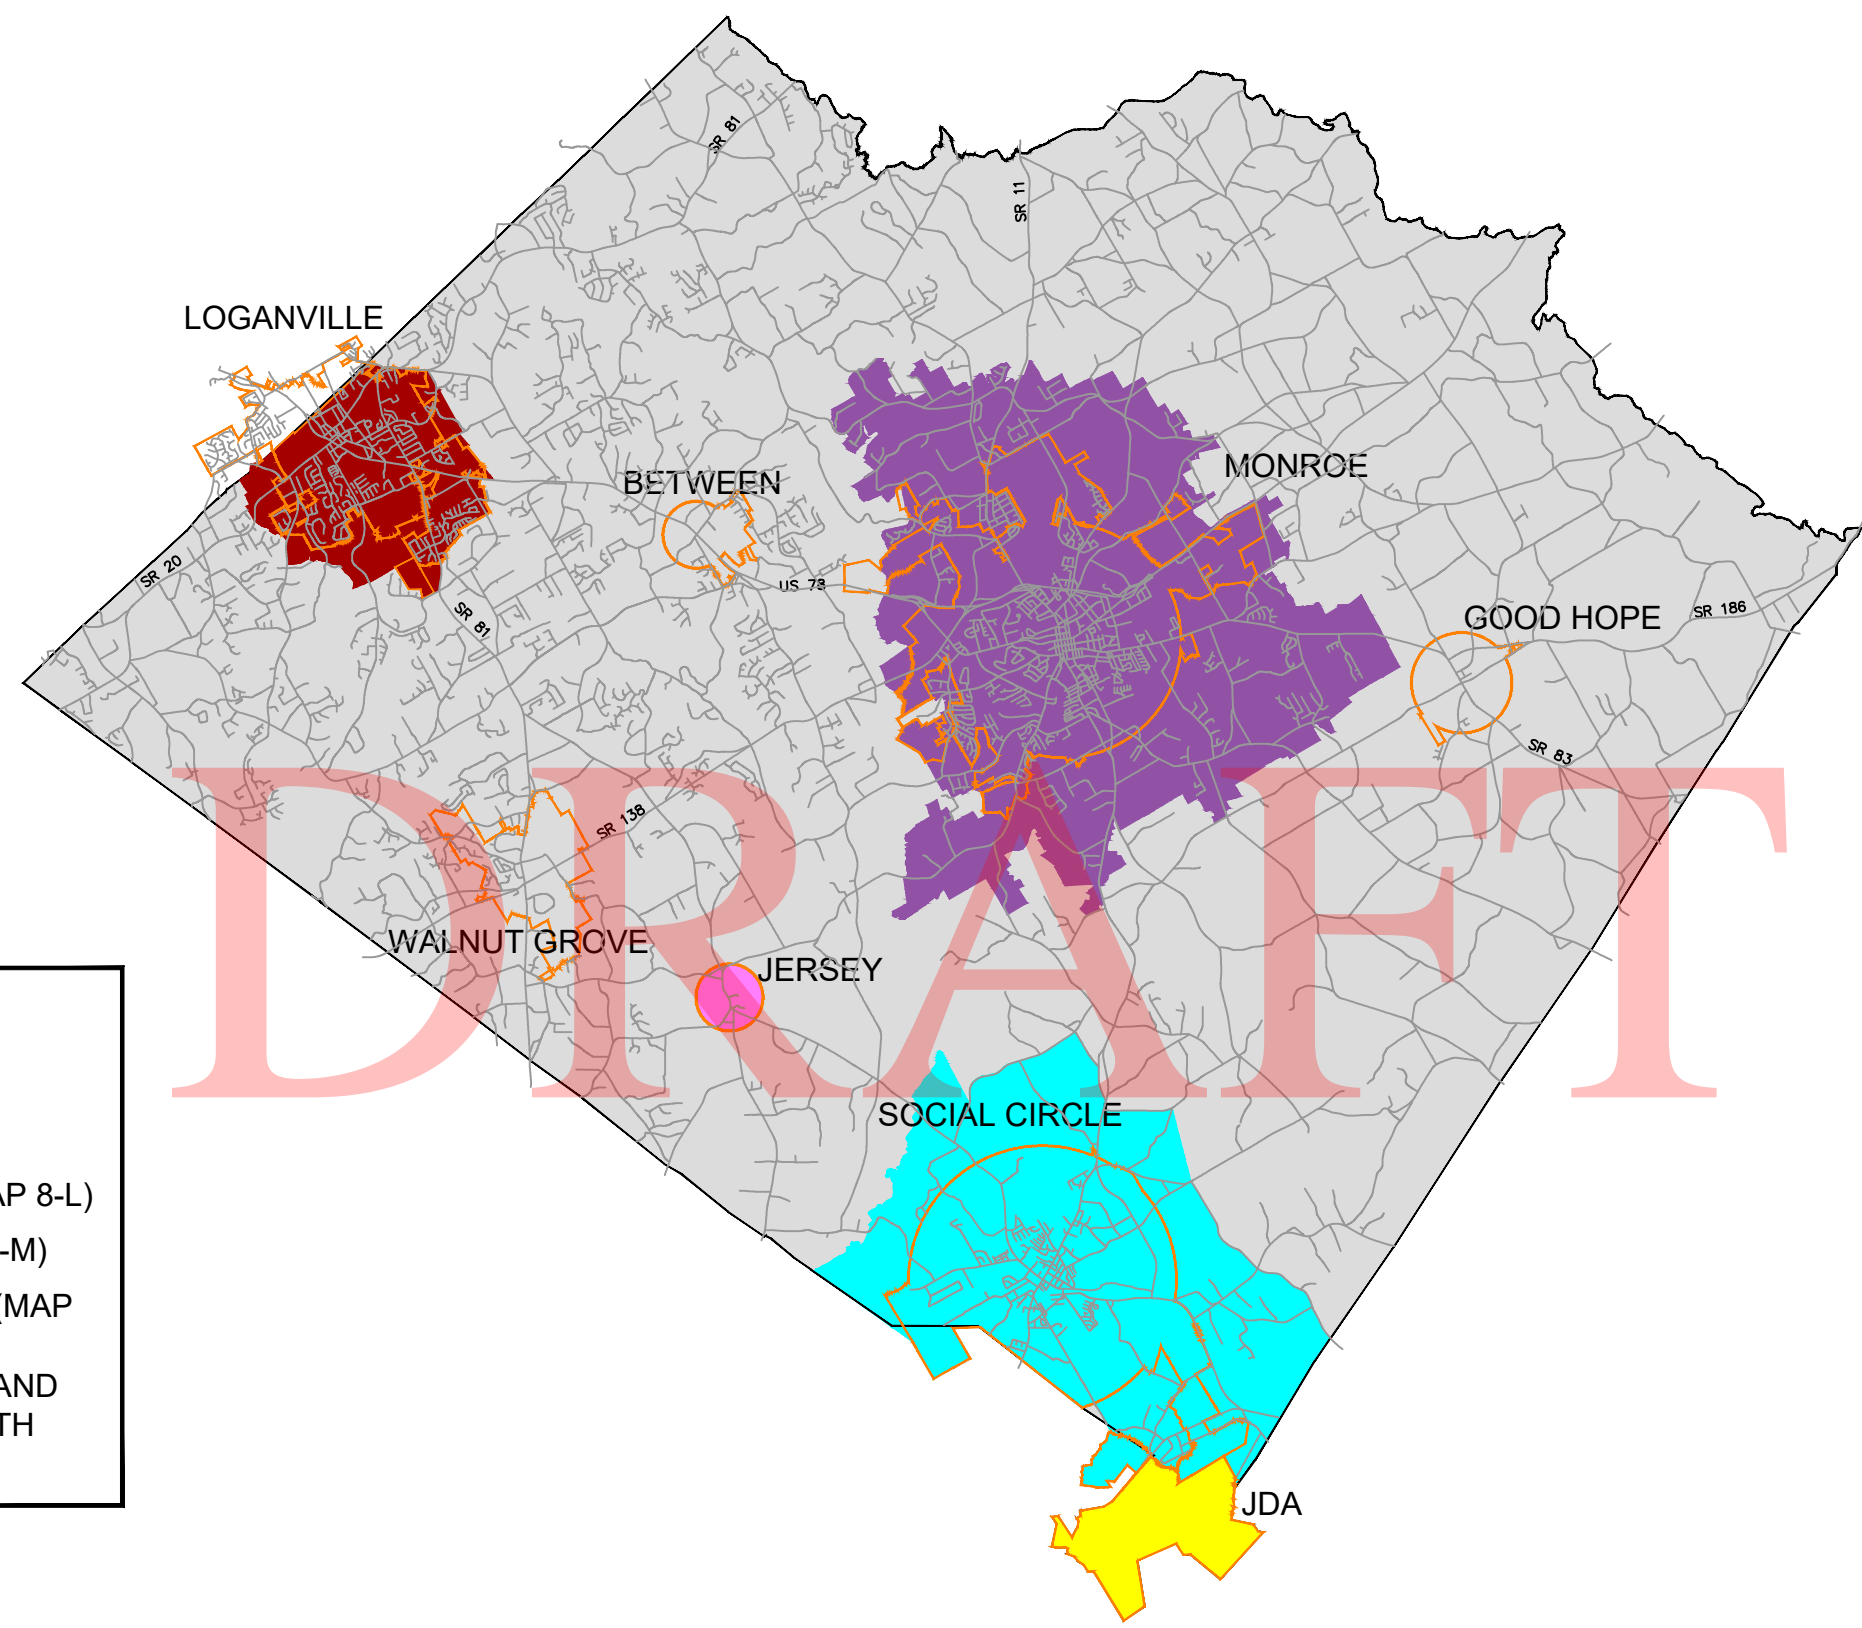 SR 81
SR 11
LOGANVILLE
BETWEEN
MONROE
SR 20
US 78
SR 81
GOOD HOPE
SR 186
SR 83
SR 138
DRAFT
WALNUT GROVE
JERSEY
SOCIAL CIRCLE
AP 8-L)
-M)
(MAP
AND
TH
JDA